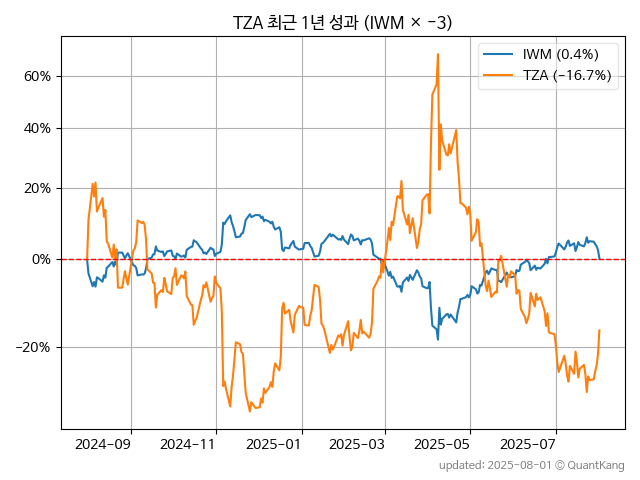 TZA 최근 1년 성과 (IWM × −3)
IWM (0.4%)
TZA (−16.7%)
60%
40%
20%
0%
−20%
2024−09
2024−11
2025−01
2025−03
2025−05
2025−07
updated: 2025-08-01 © QuantKang